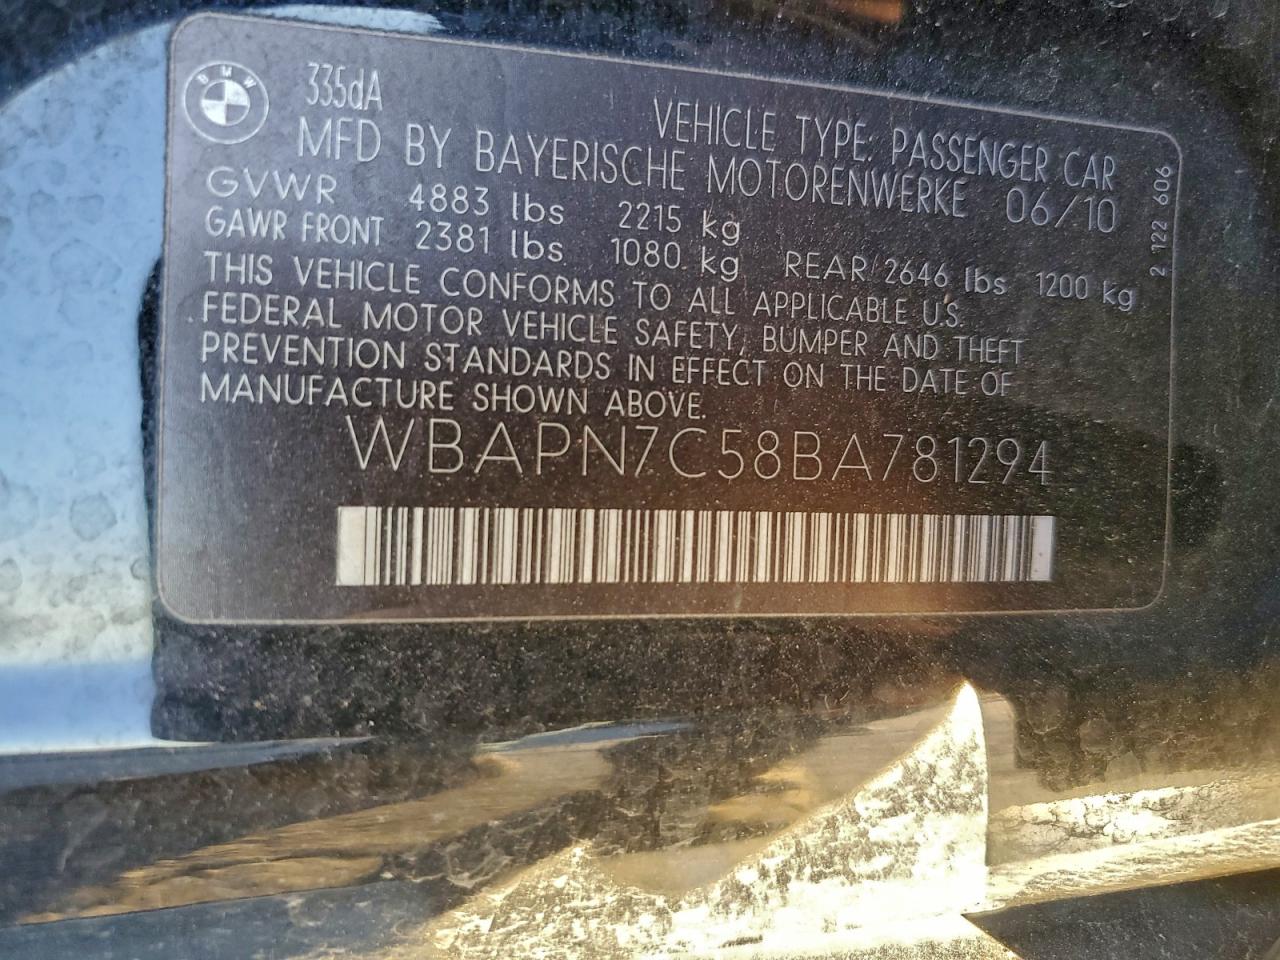 BMW
335dA
VEHICLE TYPE: PASSENGER CAR
MFD BY BAYERISCHE MOTORENWERKE 06/10
GVWR 4883 lbs 2215 kg
GAWR FRONT 2381 lbs 1080 kg REAR 2646 lbs 1200 kg
THIS VEHICLE CONFORMS TO ALL APPLICABLE U.S.
FEDERAL MOTOR VEHICLE SAFETY, BUMPER AND THEFT
PREVENTION STANDARDS IN EFFECT ON THE DATE OF
MANUFACTURE SHOWN ABOVE.
WBAPN7C58BA781294
2 122 606